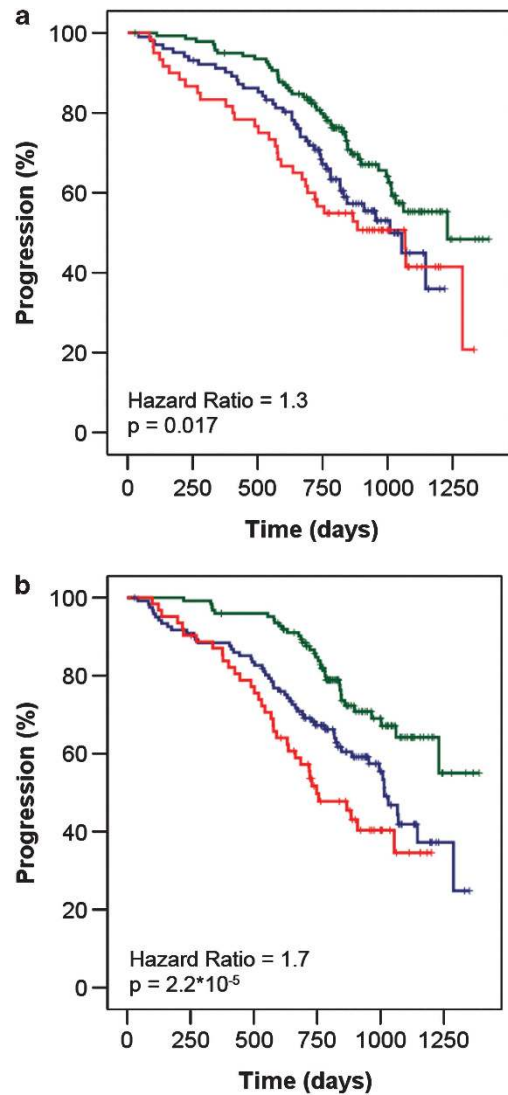 a
100
80
60
40
20
0
Progression (%)
Hazard Ratio = 1.3
p = 0.017
0 250 500 750 1000 1250
Time (days)
b
100
80
60
40
20
0
Progression (%)
Hazard Ratio = 1.7
p = 2.2*10⁻⁵
0 250 500 750 1000 1250
Time (days)